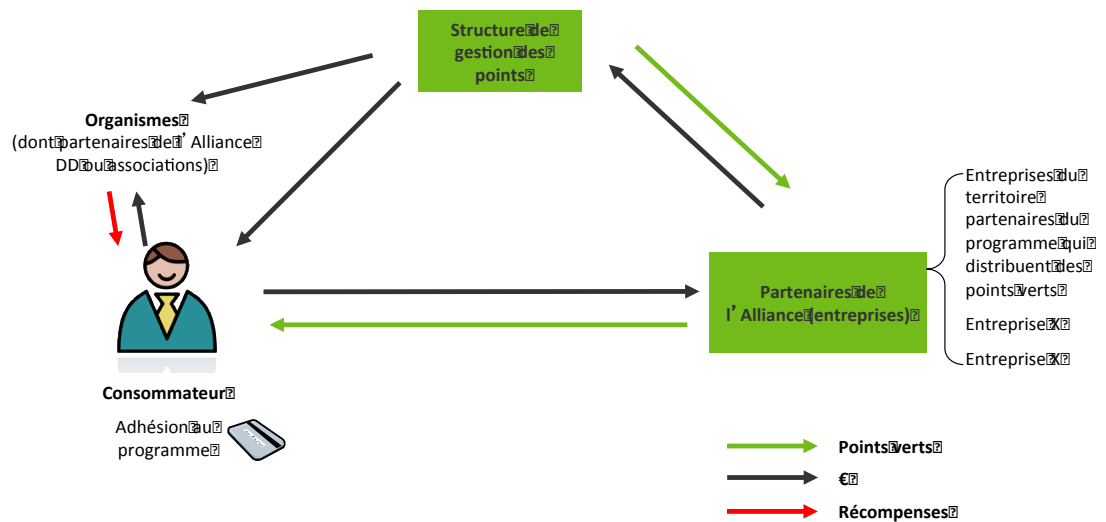 Structure de
gestion des
points
Organismes
(dont partenaires de l’Alliance
DD ou associations)
Entreprises du
territoire
partenaires du
programme qui
distribuent des
points verts
Entreprise X
Entreprise X
Partenaires de
l’Alliance (entreprises)
Consommateur
Adhésion au
programme
Points verts
€
Récompenses